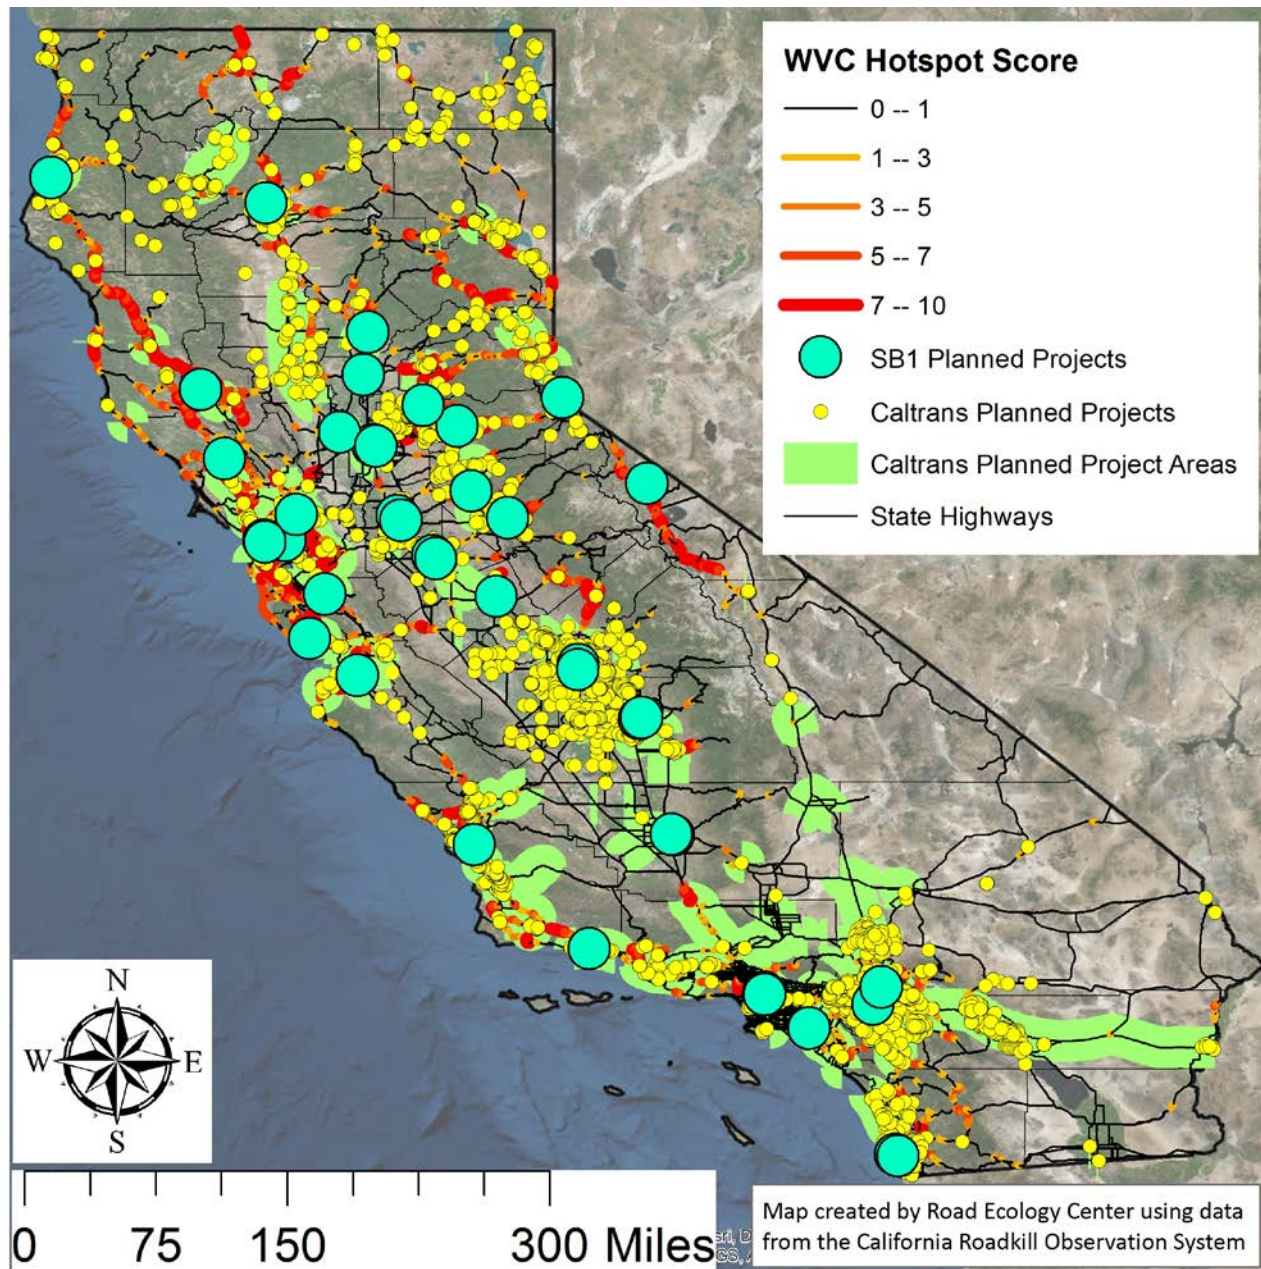 WVC Hotspot Score
0 -- 1
1 -- 3
3 -- 5
5 -- 7
7 -- 10
SB1 Planned Projects
Caltrans Planned Projects
Caltrans Planned Project Areas
State Highways
N
W E
S
0 75 150 300 Miles
Map created by Road Ecology Center using data
from the California Roadkill Observation System